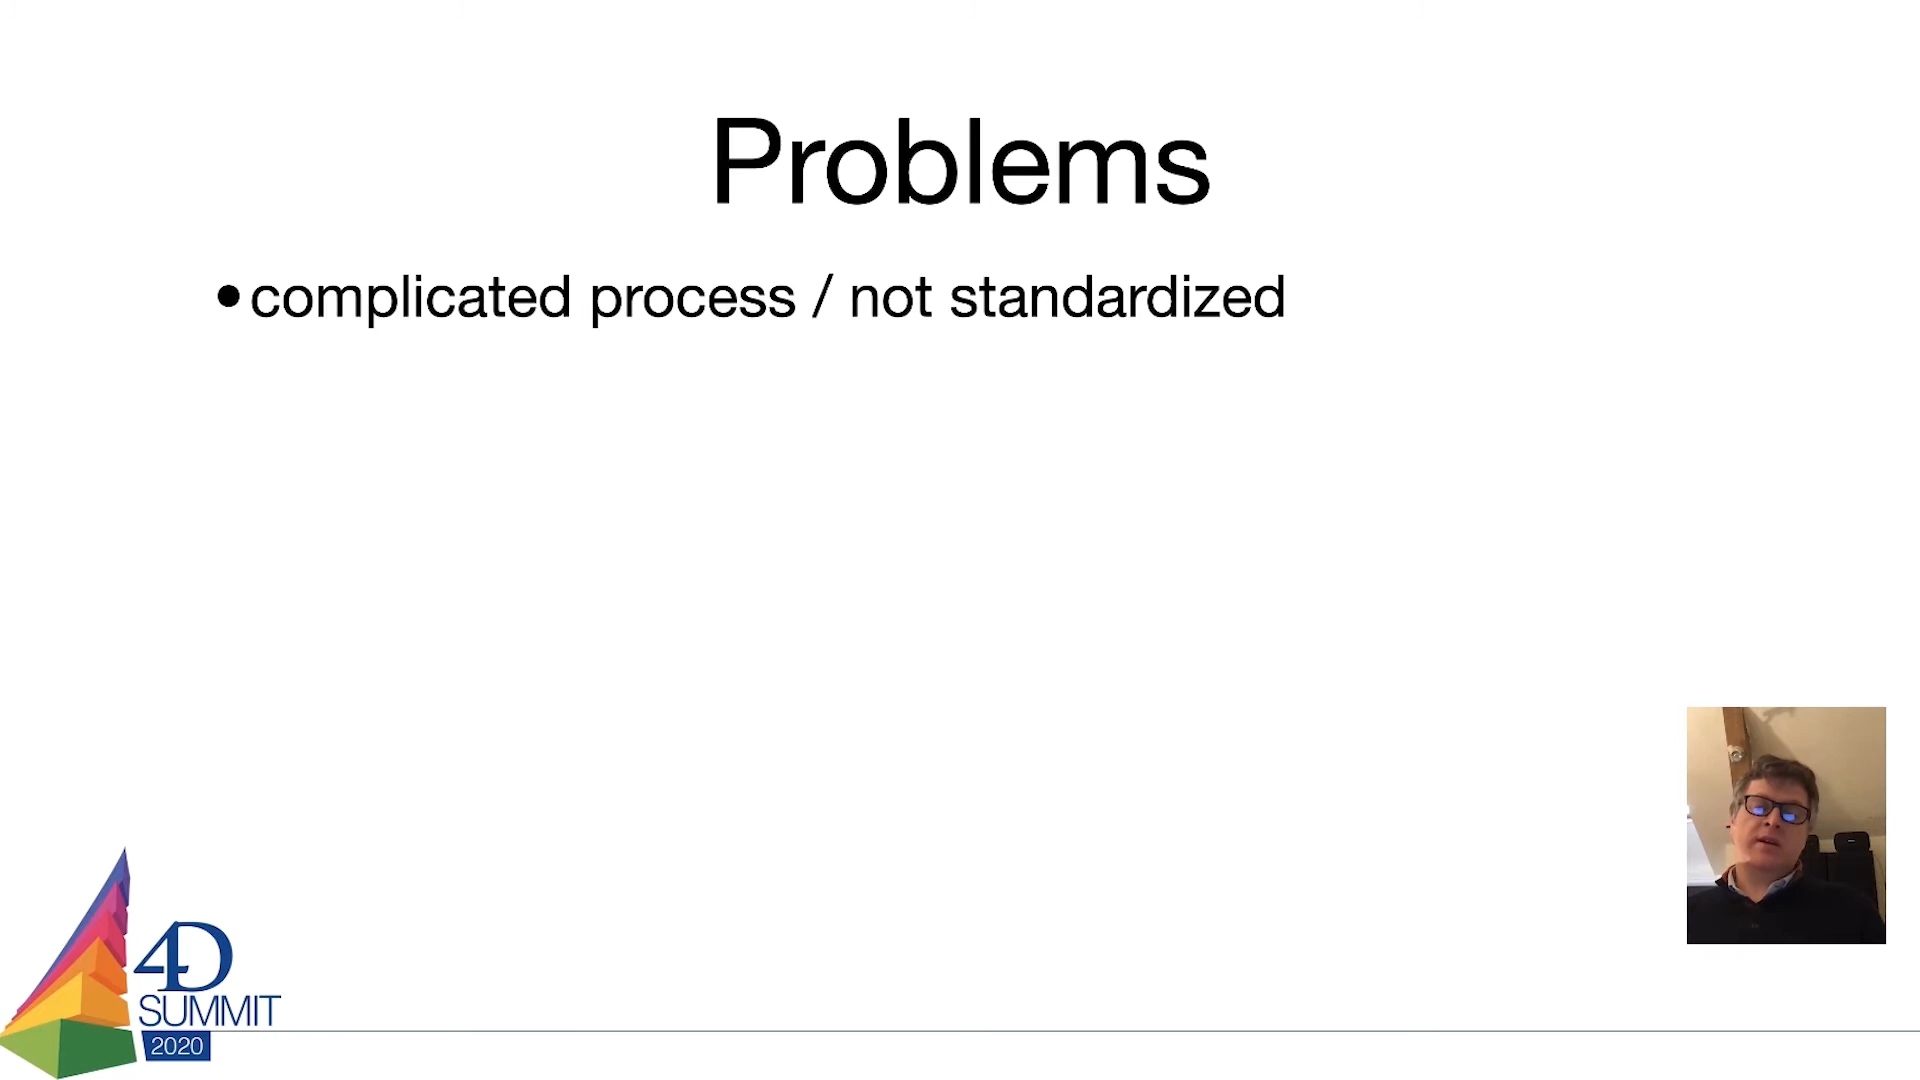 Problems
•complicated process / not standardized
4D
SUMMIT
2020